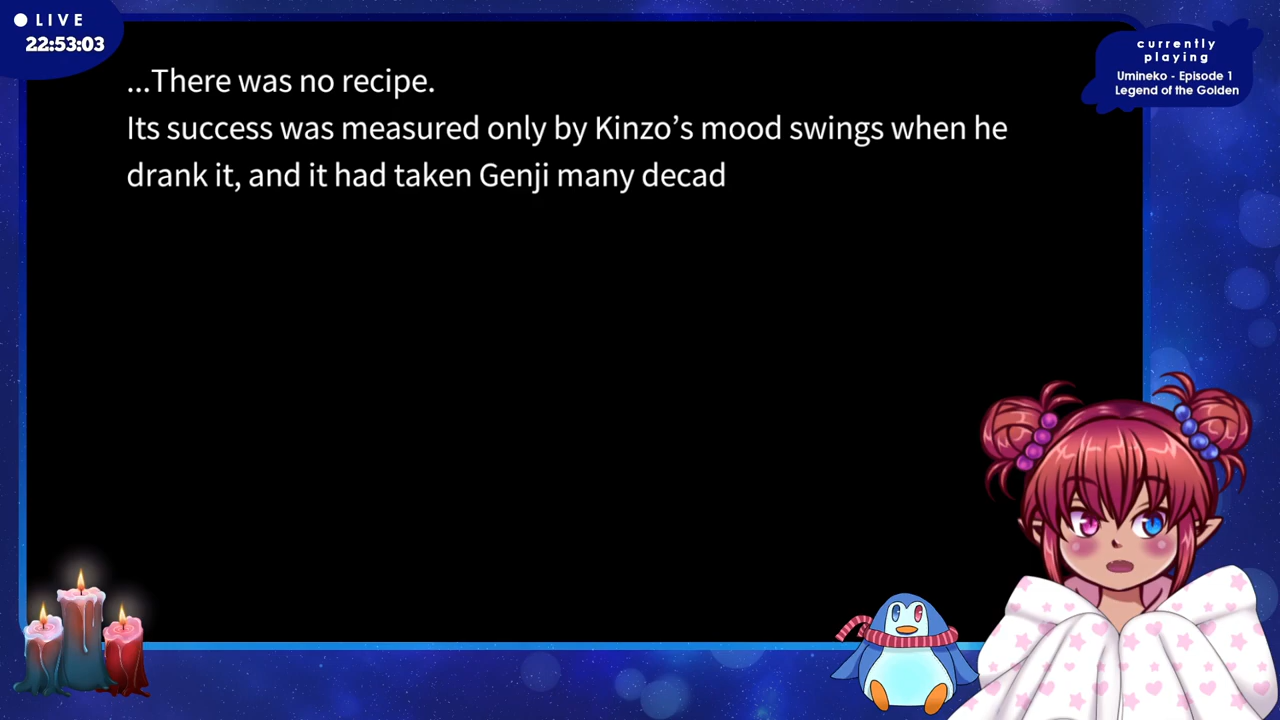 LIVE
22:53:03
currently
playing
Umineko - Episode 1
Legend of the Golden
...There was no recipe.
Its success was measured only by Kinzo's mood swings when he
drank it, and it had taken Genji many decad